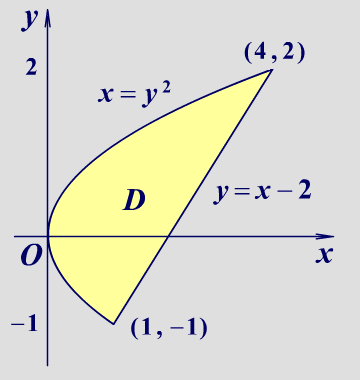 y
(4, 2)
2
x = y²
D
y = x − 2
O
x
−1
(1, −1)